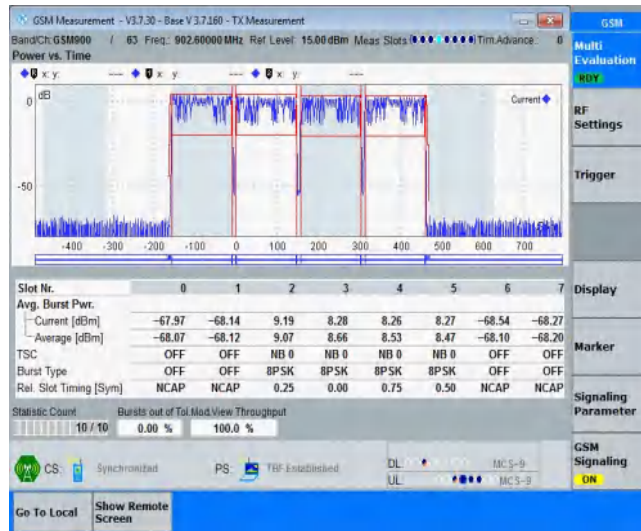 GSM Measurement - V3.7.30 - Base V 3.7.160 - TX Measurement
GSM
Band/Ch: GSM900 / 63 Freq.: 902.60000 MHz Ref. Level: 15.00 dBm Meas Slots Tim.Advance.: 0
Power vs. Time
Multi Evaluation
RDY
x: y: --- x: y: --- x: y: ---
dB
Current
0
-50
-400 -300 -200 -100 0 100 200 300 400 500 600 700
RF Settings
Trigger
Slot Nr. 0 1 2 3 4 5 6 7
Avg. Burst Pwr.
Current [dBm] -67.97 -68.14 9.19 8.28 8.26 8.27 -68.54 -68.27
Average [dBm] -68.07 -68.12 9.07 8.66 8.53 8.47 -68.10 -68.20
TSC OFF OFF NB 0 NB 0 NB 0 NB 0 OFF OFF
Burst Type OFF OFF 8PSK 8PSK 8PSK 8PSK OFF OFF
Rel. Slot Timing [Sym] NCAP NCAP 0.25 0.00 0.75 0.50 NCAP NCAP
Display
Marker
Statistic Count Bursts out of Tol. Mod.View Throughput
10 / 10 0.00 % 100.0 %
Signaling Parameter
CS: Synchronized PS: TBF Established DL: MCS-9
UL: MCS-9
GSM Signaling
ON
Go To Local
Show Remote Screen